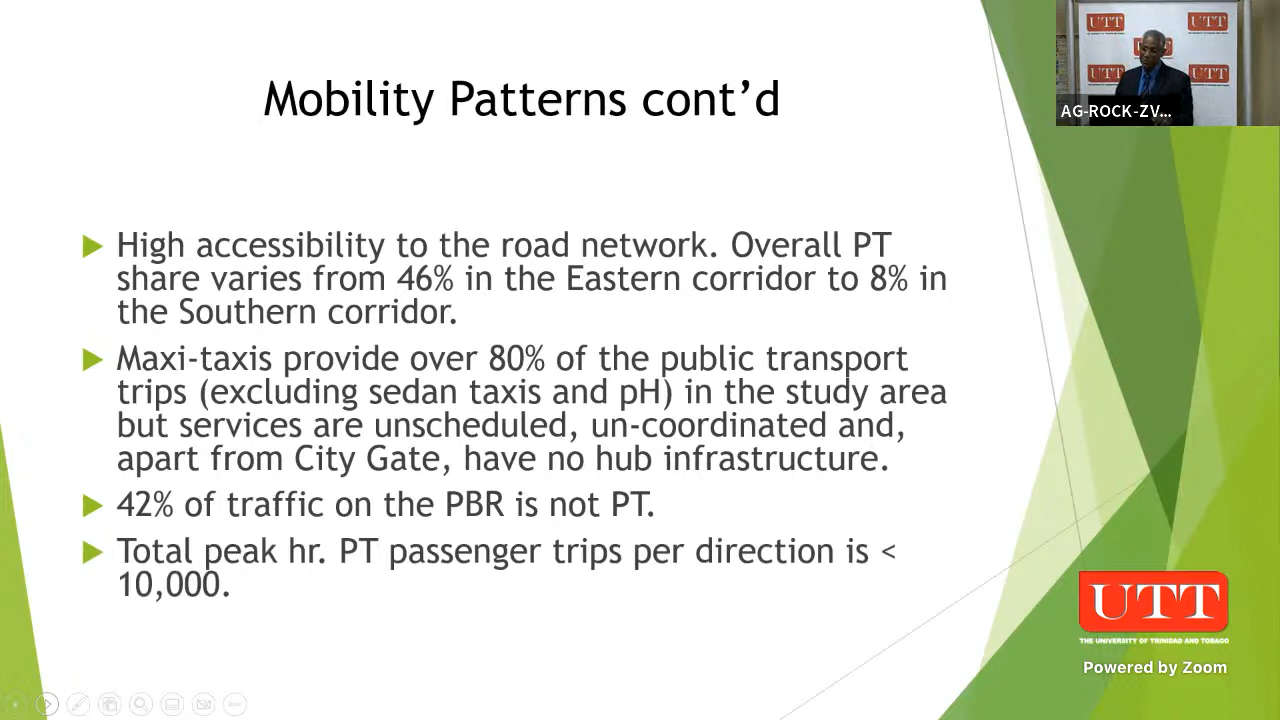 Mobility Patterns cont’d
High accessibility to the road network. Overall PT
share varies from 46% in the Eastern corridor to 8% in
the Southern corridor.
Maxi-taxis provide over 80% of the public transport
trips (excluding sedan taxis and pH) in the study area
but services are unscheduled, un-coordinated and,
apart from City Gate, have no hub infrastructure.
42% of traffic on the PBR is not PT.
Total peak hr. PT passenger trips per direction is <
10,000.
UTT
UTT
UTT
UTT
AG-ROCK-ZV...
UTT
THE UNIVERSITY OF TRINIDAD AND TOBAGO
Powered by Zoom